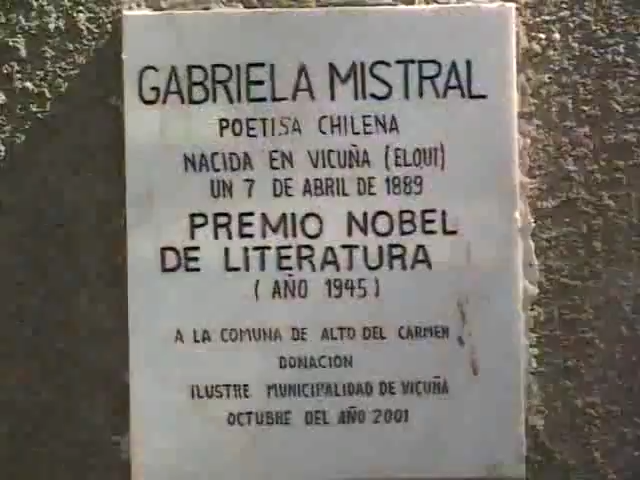 GABRIELA MISTRAL
POETISA CHILENA
NACIDA EN VICUÑA (ELQUI)
UN 7 DE ABRIL DE 1889
PREMIO NOBEL
DE LITERATURA
( AÑO 1945 )
A LA COMUNA DE ALTO DEL CARMEN
DONACION
ILUSTRE MUNICIPALIDAD DE VICUÑA
OCTUBRE DEL AÑO 2001